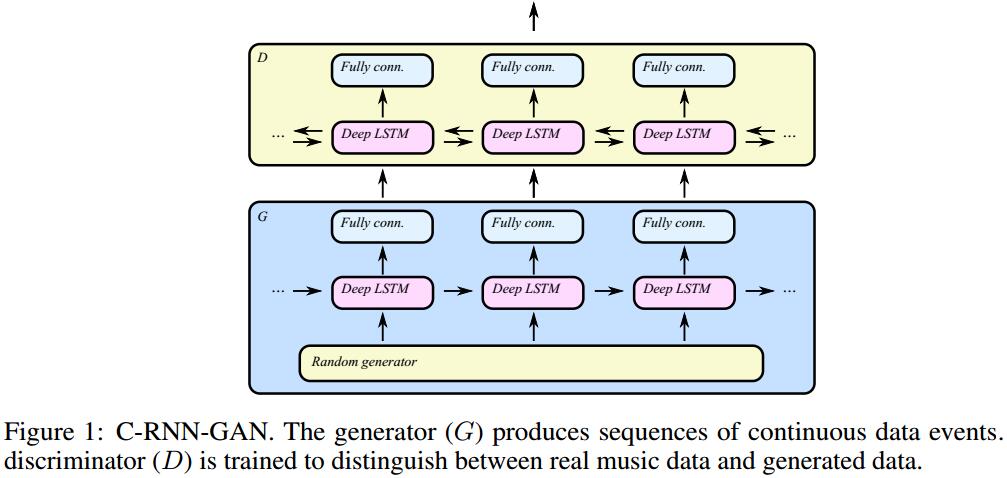 D
Fully conn. Fully conn. Fully conn.
... Deep LSTM Deep LSTM Deep LSTM ...
G
Fully conn. Fully conn. Fully conn.
... Deep LSTM Deep LSTM Deep LSTM ...
Random generator
Figure 1: C-RNN-GAN. The generator (G) produces sequences of continuous data events.
discriminator (D) is trained to distinguish between real music data and generated data.